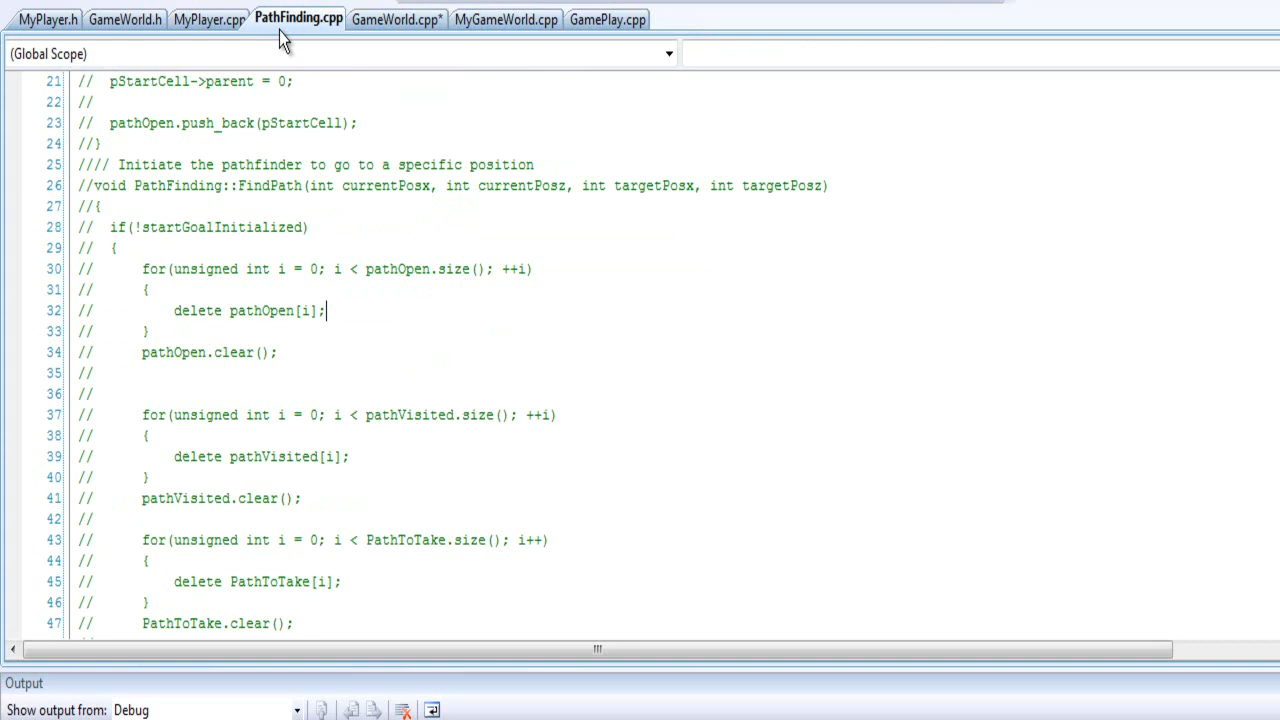 MyPlayer.h GameWorld.h MyPlayer.cpp PathFinding.cpp GameWorld.cpp* MyGameWorld.cpp GamePlay.cpp
(Global Scope)
21 // pStartCell->parent = 0;
22 //
23 // pathOpen.push_back(pStartCell);
24 //}
25 //// Initiate the pathfinder to go to a specific position
26 //void PathFinding::FindPath(int currentPosx, int currentPosz, int targetPosx, int targetPosz)
27 //{
28 // if(!startGoalInitialized)
29 // {
30 // for(unsigned int i = 0; i < pathOpen.size(); ++i)
31 // {
32 // delete pathOpen[i];
33 // }
34 // pathOpen.clear();
35 //
36 //
37 // for(unsigned int i = 0; i < pathVisited.size(); ++i)
38 // {
39 // delete pathVisited[i];
40 // }
41 // pathVisited.clear();
42 //
43 // for(unsigned int i = 0; i < PathToTake.size(); i++)
44 // {
45 // delete PathToTake[i];
46 // }
47 // PathToTake.clear();
Output
Show output from: Debug